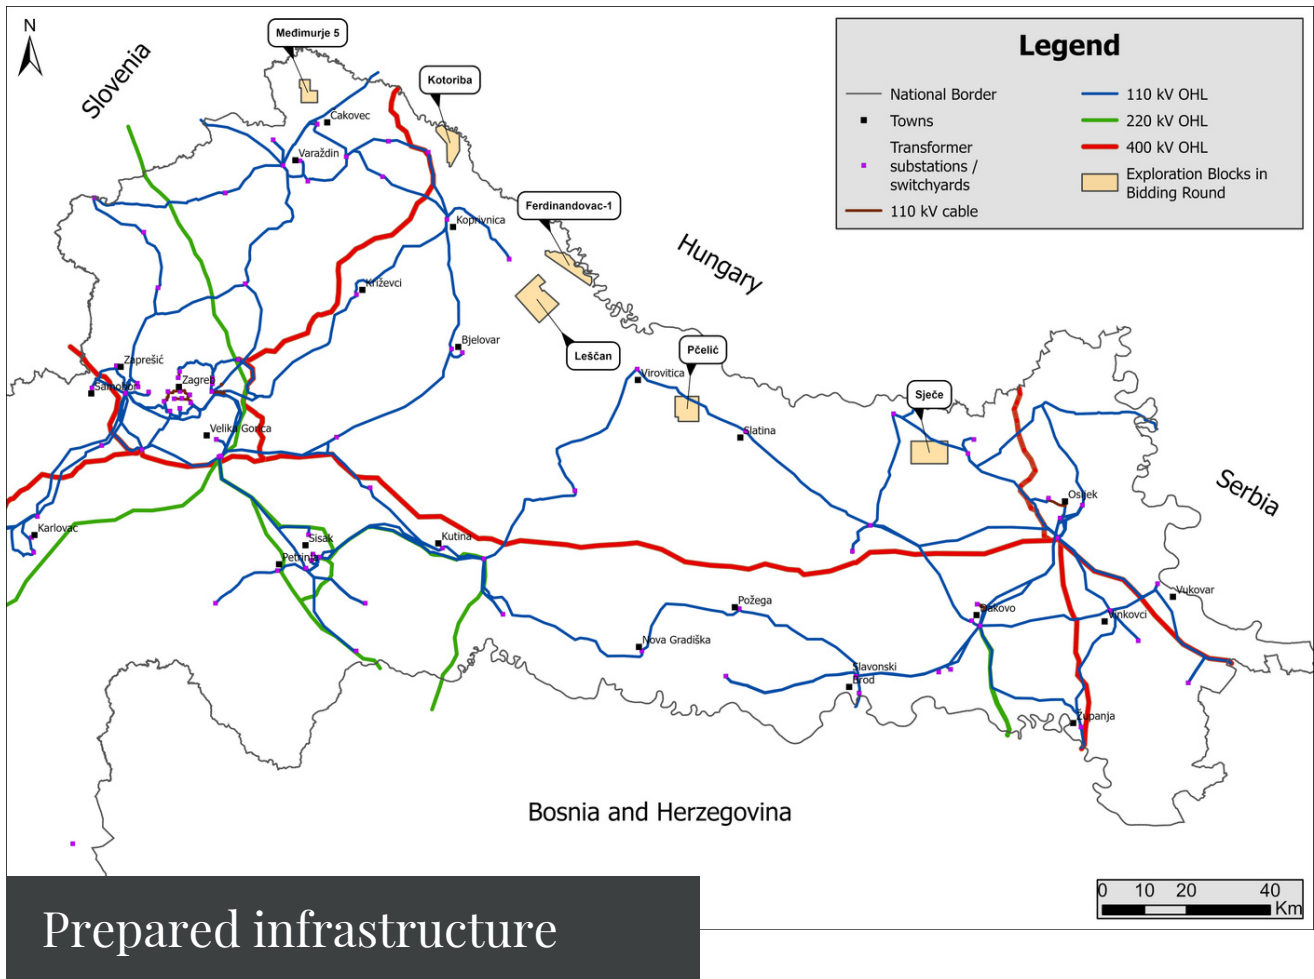 N
Slovenia
Međimurje 5
Kotoriba
Čakovec
Varaždin
Ferdinandovac-1
Koprivnica
Hungary
Križevci
Leščan
Bjelovar
Pčelić
Virovitica
Zaprešić
Samobor
Zagreb
Velika Gorica
Slatina
Sječe
Serbia
Osijek
Karlovac
Sisak
Petrinja
Kutina
Požega
Nova Gradiška
Đakovo
Vinkovci
Vukovar
Slavonski
Brod
Županja
Bosnia and Herzegovina
Legend
National Border
Towns
Transformer
substations /
switchyards
110 kV cable
110 kV OHL
220 kV OHL
400 kV OHL
Exploration Blocks in
Bidding Round
0 10 20 40
Km
Prepared infrastructure